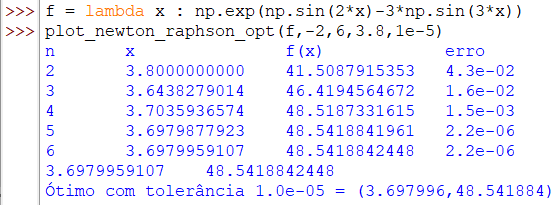 >>> f = lambda x : np.exp(np.sin(2*x)-3*np.sin(3*x))
>>> plot_newton_raphson_opt(f,-2,6,3.8,1e-5)
n x f(x) erro
2 3.8000000000 41.5087915353 4.3e-02
3 3.6438279014 46.4194564672 1.6e-02
4 3.7035936574 48.5187331615 1.5e-03
5 3.6979877923 48.5418841961 2.2e-06
6 3.6979959107 48.5418842448 2.2e-06
3.6979959107 48.5418842448
Ótimo com tolerância 1.0e-05 = (3.697996,48.541884)